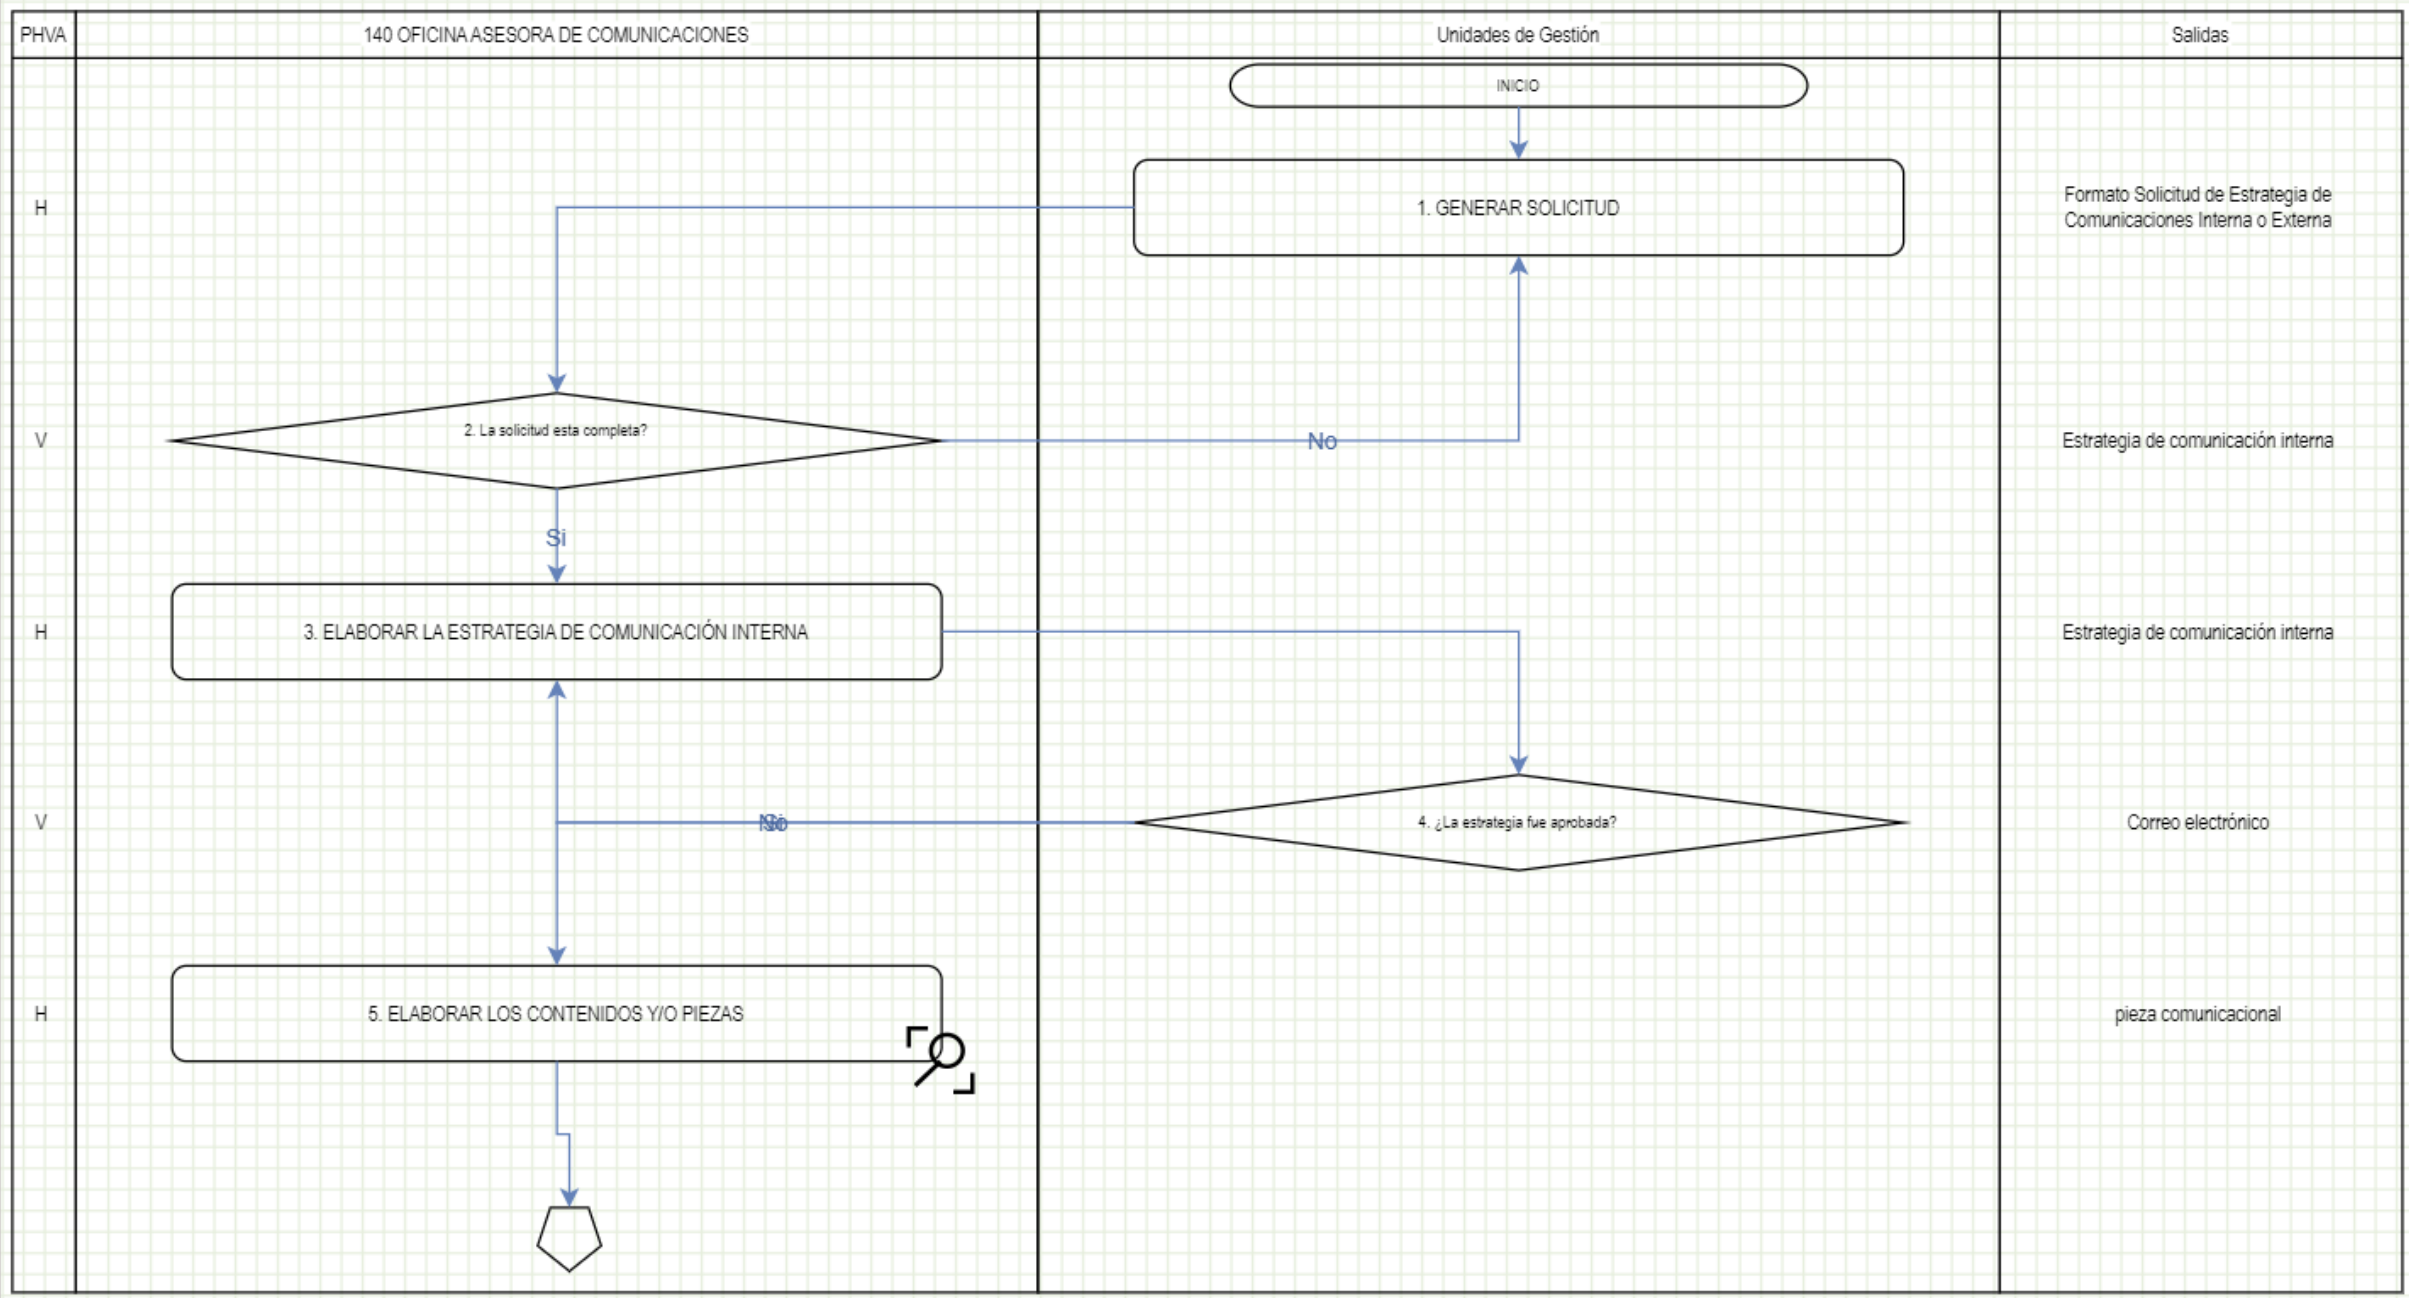 PHVA
140 OFICINA ASESORA DE COMUNICACIONES
Unidades de Gestión
Salidas
INICIO
H
1. GENERAR SOLICITUD
Formato Solicitud de Estrategia de
Comunicaciones Interna o Externa
V
2. La solicitud esta completa?
No
Estrategia de comunicación interna
Si
H
3. ELABORAR LA ESTRATEGIA DE COMUNICACIÓN INTERNA
Estrategia de comunicación interna
V
No
Si
4. ¿La estrategia fue aprobada?
Correo electrónico
H
5. ELABORAR LOS CONTENIDOS Y/O PIEZAS
pieza comunicacional